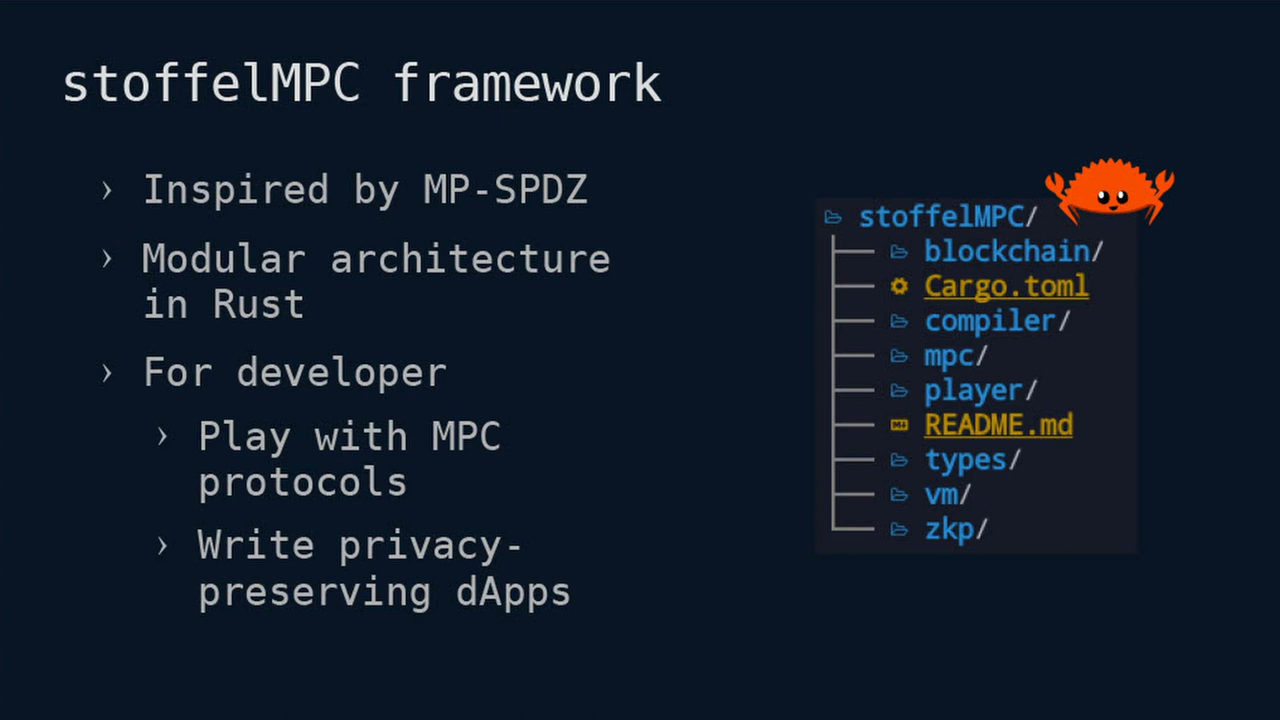 stoffelMPC framework
› Inspired by MP-SPDZ
› Modular architecture
in Rust
› For developer
› Play with MPC
protocols
› Write privacy-
preserving dApps
stoffelMPC/
blockchain/
Cargo.toml
compiler/
mpc/
player/
README.md
types/
vm/
zkp/